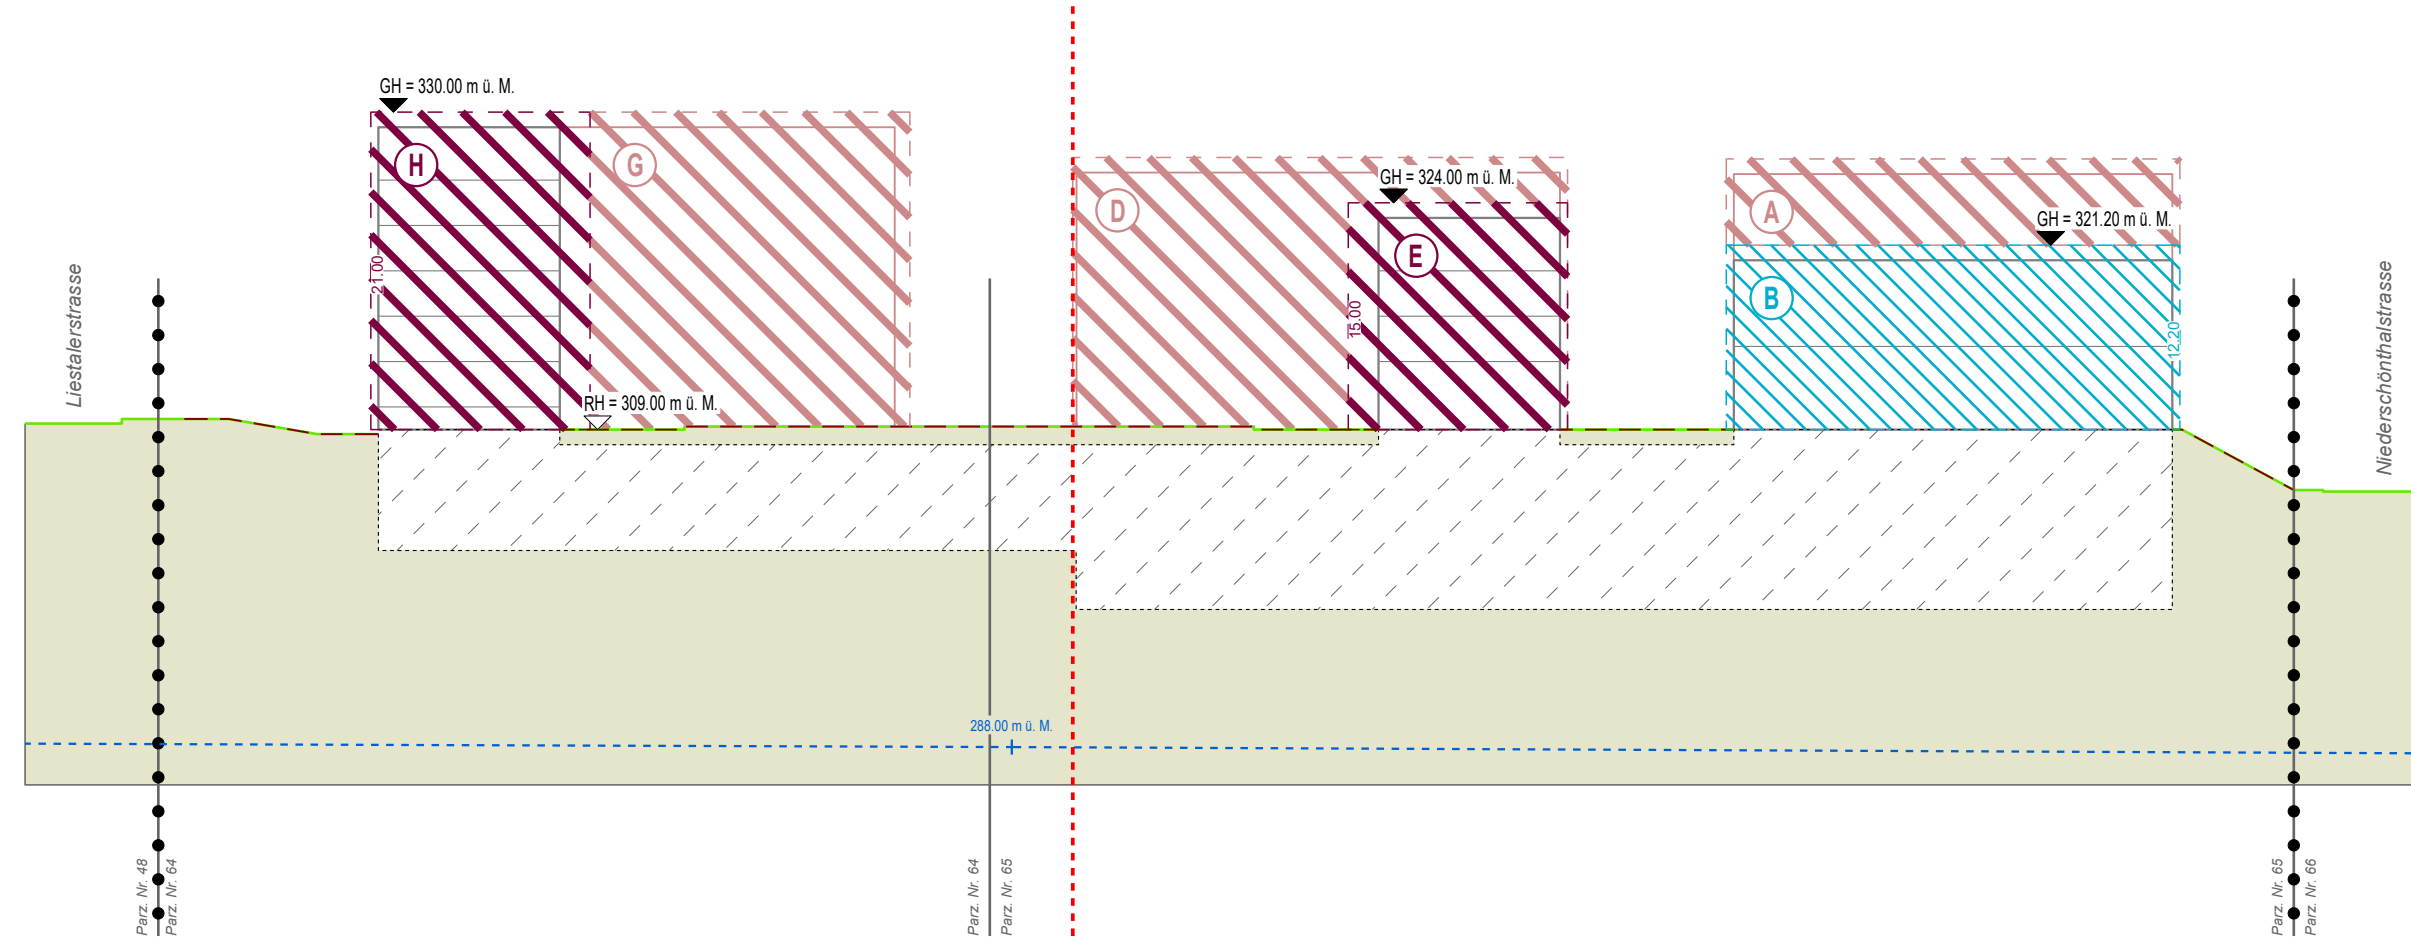 GH = 330.00 m ü. M.
H
G
21.00
RH = 309.00 m ü. M.
Liestalerstrasse
D
GH = 324.00 m ü. M.
E
15.00
A
GH = 321.20 m ü. M.
B
12.20
Niederschönthalstrasse
288.00 m ü. M.
Parz. Nr. 48
Parz. Nr. 64
Parz. Nr. 64
Parz. Nr. 65
Parz. Nr. 65
Parz. Nr. 66